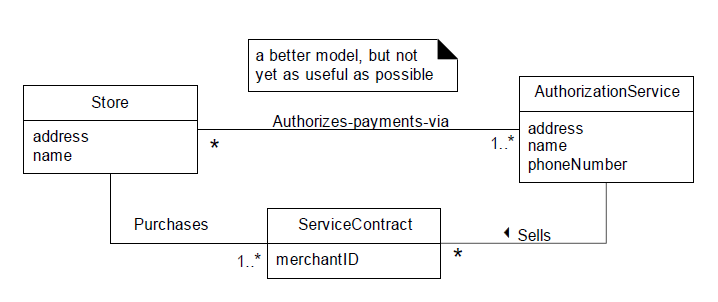 a better model, but not
yet as useful as possible
Store
address
name
Authorizes-payments-via
*
1..*
AuthorizationService
address
name
phoneNumber
Purchases
1..*
ServiceContract
merchantID
*
Sells